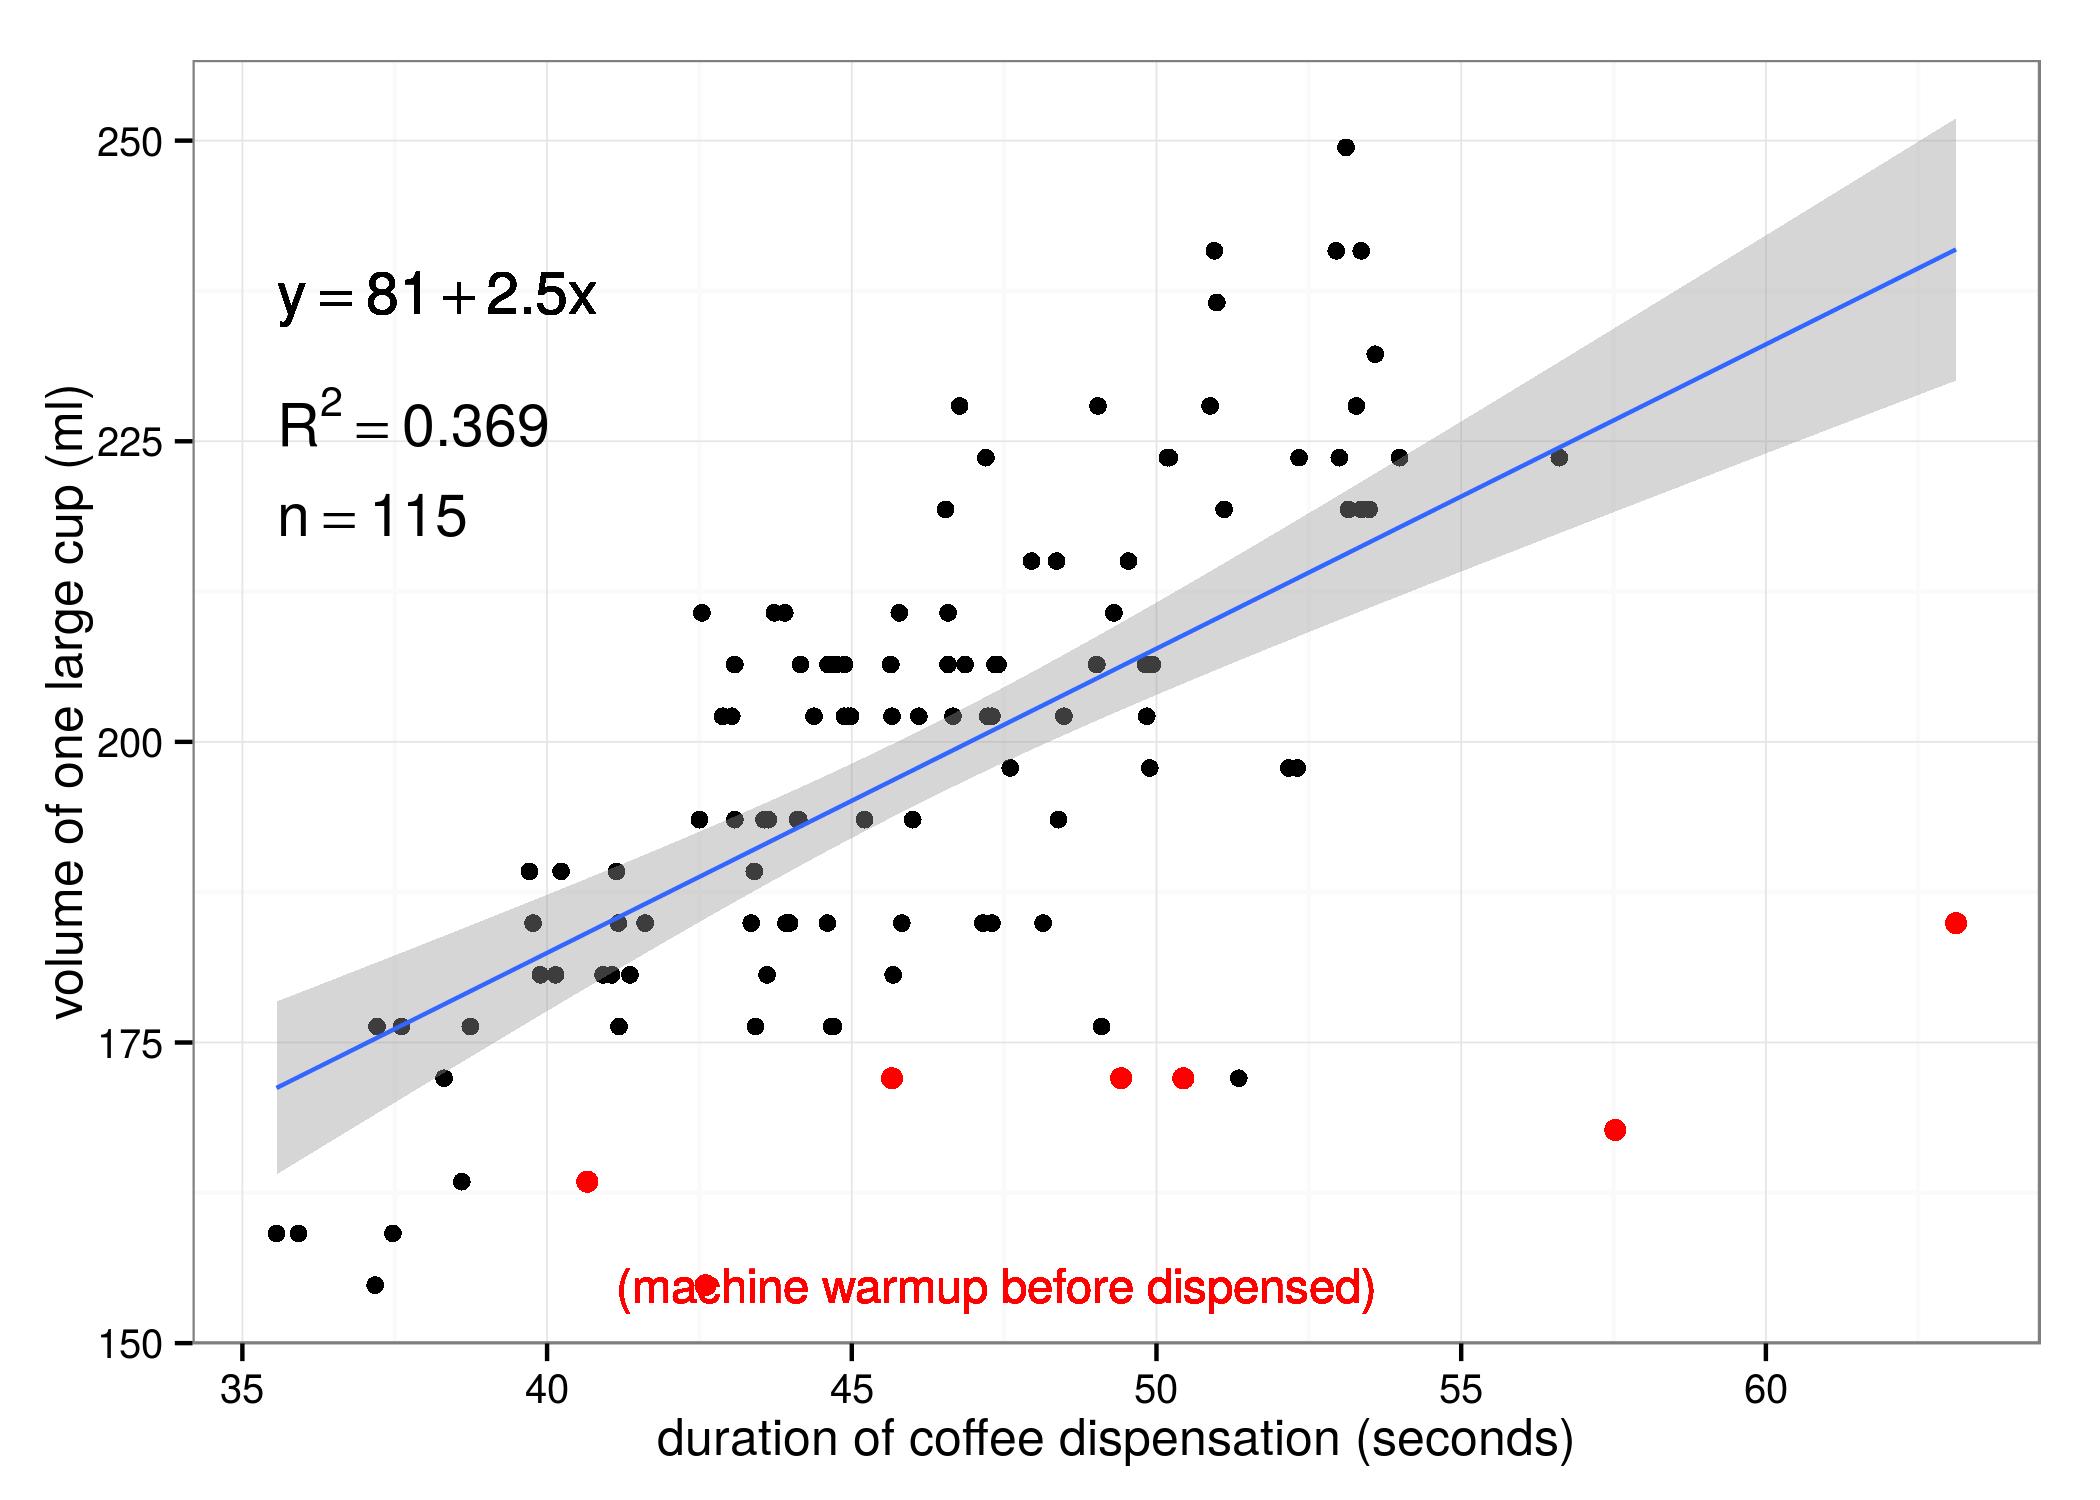 y = 81 + 2.5x
R² = 0.369
n = 115
volume of one large cup (ml)
250
225
200
175
150
(machine warmup before dispensed)
35 40 45 50 55 60
duration of coffee dispensation (seconds)